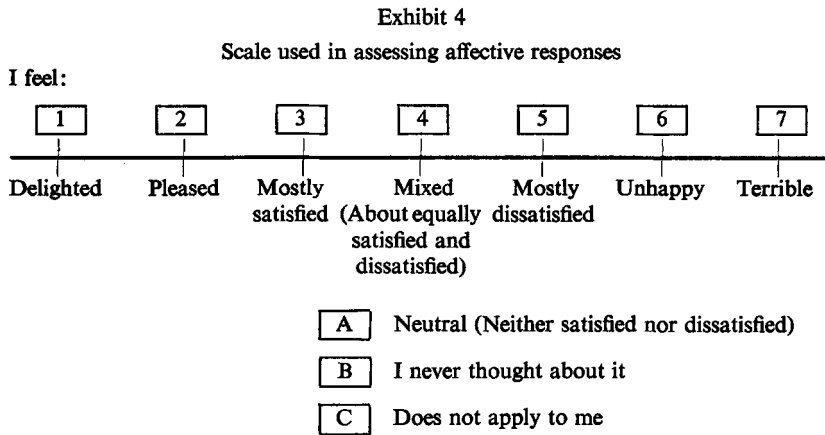 Exhibit 4
Scale used in assessing affective responses
I feel:
1 2 3 4 5 6 7
Delighted Pleased Mostly Mixed Mostly Unhappy Terrible
satisfied (About equally dissatisfied
satisfied and
dissatisfied)
A Neutral (Neither satisfied nor dissatisfied)
B I never thought about it
C Does not apply to me